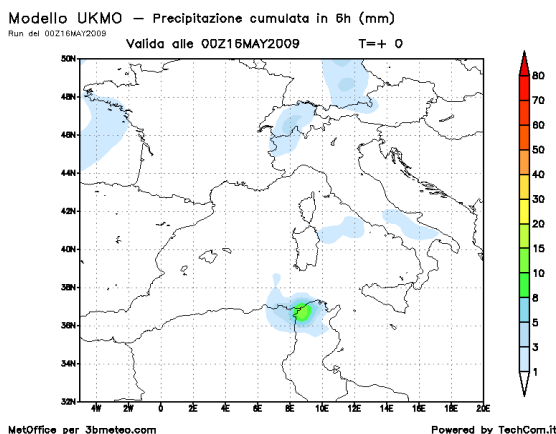 Modello UKMO – Precipitazione cumulata in 6h (mm)
Run del 00Z16MAY2009
Valida alle 00Z16MAY2009 T=+ 0
50N
48N
46N
44N
42N
40N
38N
36N
34N
32N
4W 2W 0 2E 4E 6E 8E 10E 12E 14E 16E 18E 20E
80
70
60
50
40
30
20
15
10
8
5
3
1
MetOffice per 3bmeteo.com Powered by TechCom.it